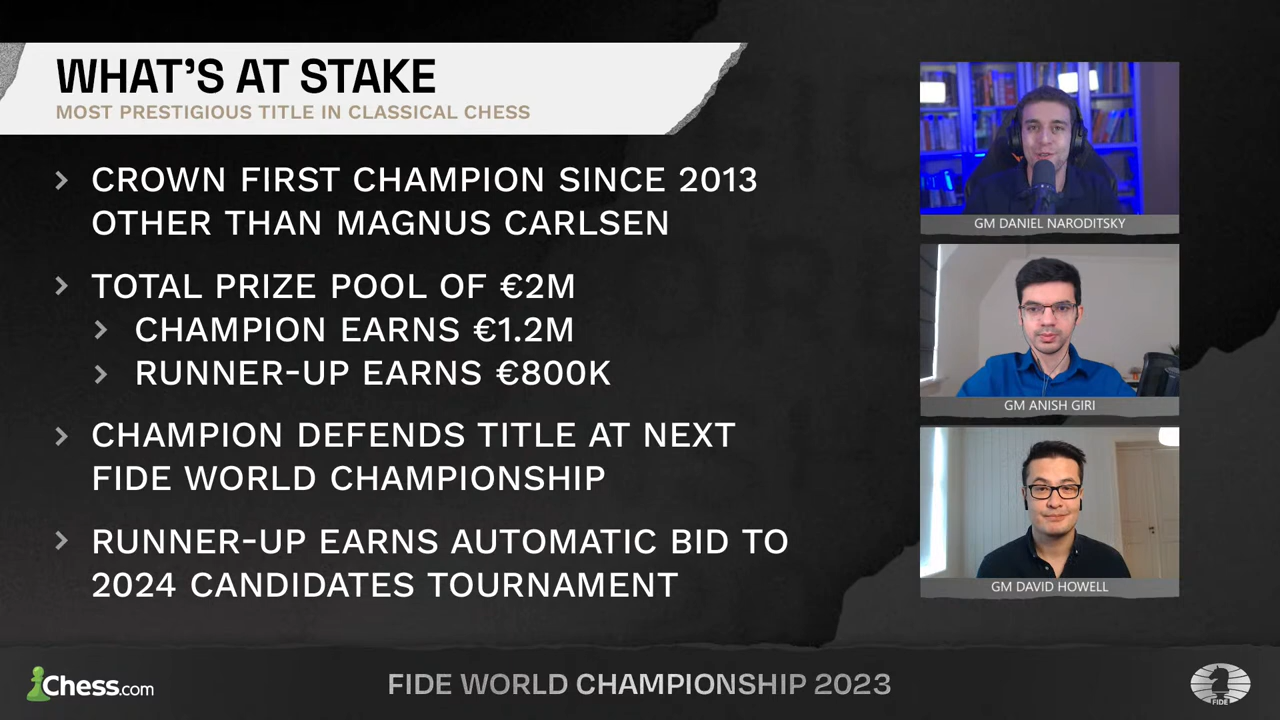 WHAT'S AT STAKE
MOST PRESTIGIOUS TITLE IN CLASSICAL CHESS
CROWN FIRST CHAMPION SINCE 2013
OTHER THAN MAGNUS CARLSEN
TOTAL PRIZE POOL OF €2M
CHAMPION EARNS €1.2M
RUNNER-UP EARNS €800K
CHAMPION DEFENDS TITLE AT NEXT
FIDE WORLD CHAMPIONSHIP
RUNNER-UP EARNS AUTOMATIC BID TO
2024 CANDIDATES TOURNAMENT
GM DANIEL NARODITSKY
GM ANISH GIRI
GM DAVID HOWELL
Chess.com
FIDE WORLD CHAMPIONSHIP 2023
FIDE